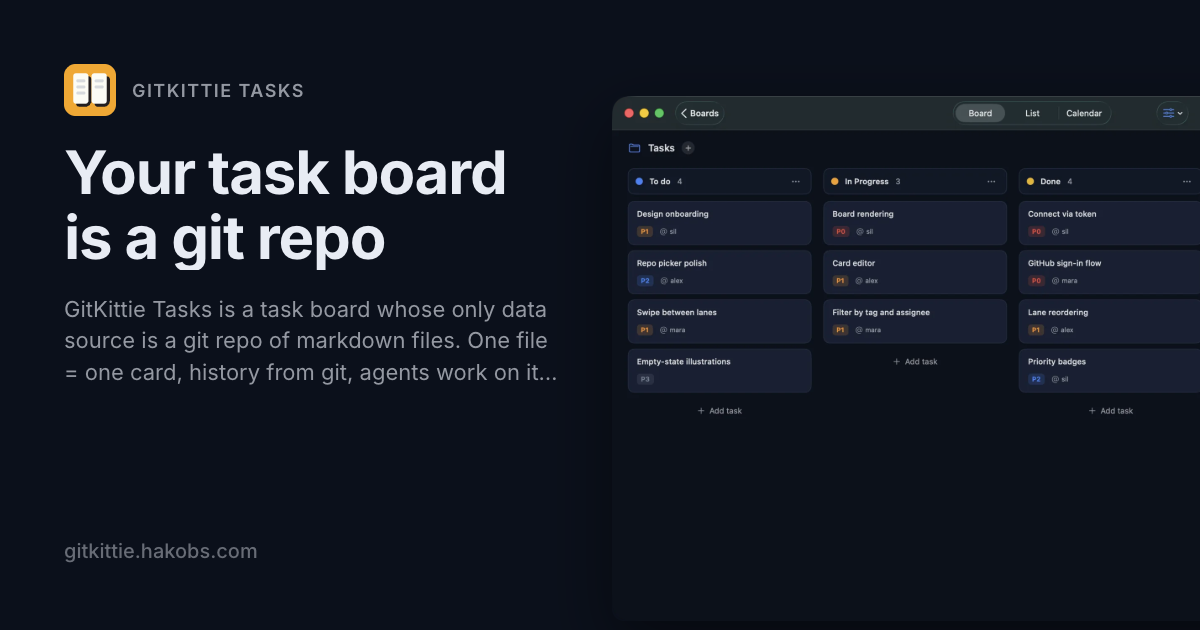 GITKITTIE TASKS
Your task board
is a git repo
GitKittie Tasks is a task board whose only data
source is a git repo of markdown files. One file
= one card, history from git, agents work on it...
gitkittie.hakobs.com
Boards
Board List Calendar
Tasks +
To do 4 ...
Design onboarding
P1 @ sil
Repo picker polish
P2 @ alex
Swipe between lanes
P1 @ mara
Empty-state illustrations
P3
+ Add task
In Progress 3 ...
Board rendering
P0 @ sil
Card editor
P1 @ alex
Filter by tag and assignee
P1 @ mara
+ Add task
Done 4 ...
Connect via token
P0 @ sil
GitHub sign-in flow
P0 @ mara
Lane reordering
P1 @ alex
Priority badges
P2 @ sil
+ Add task